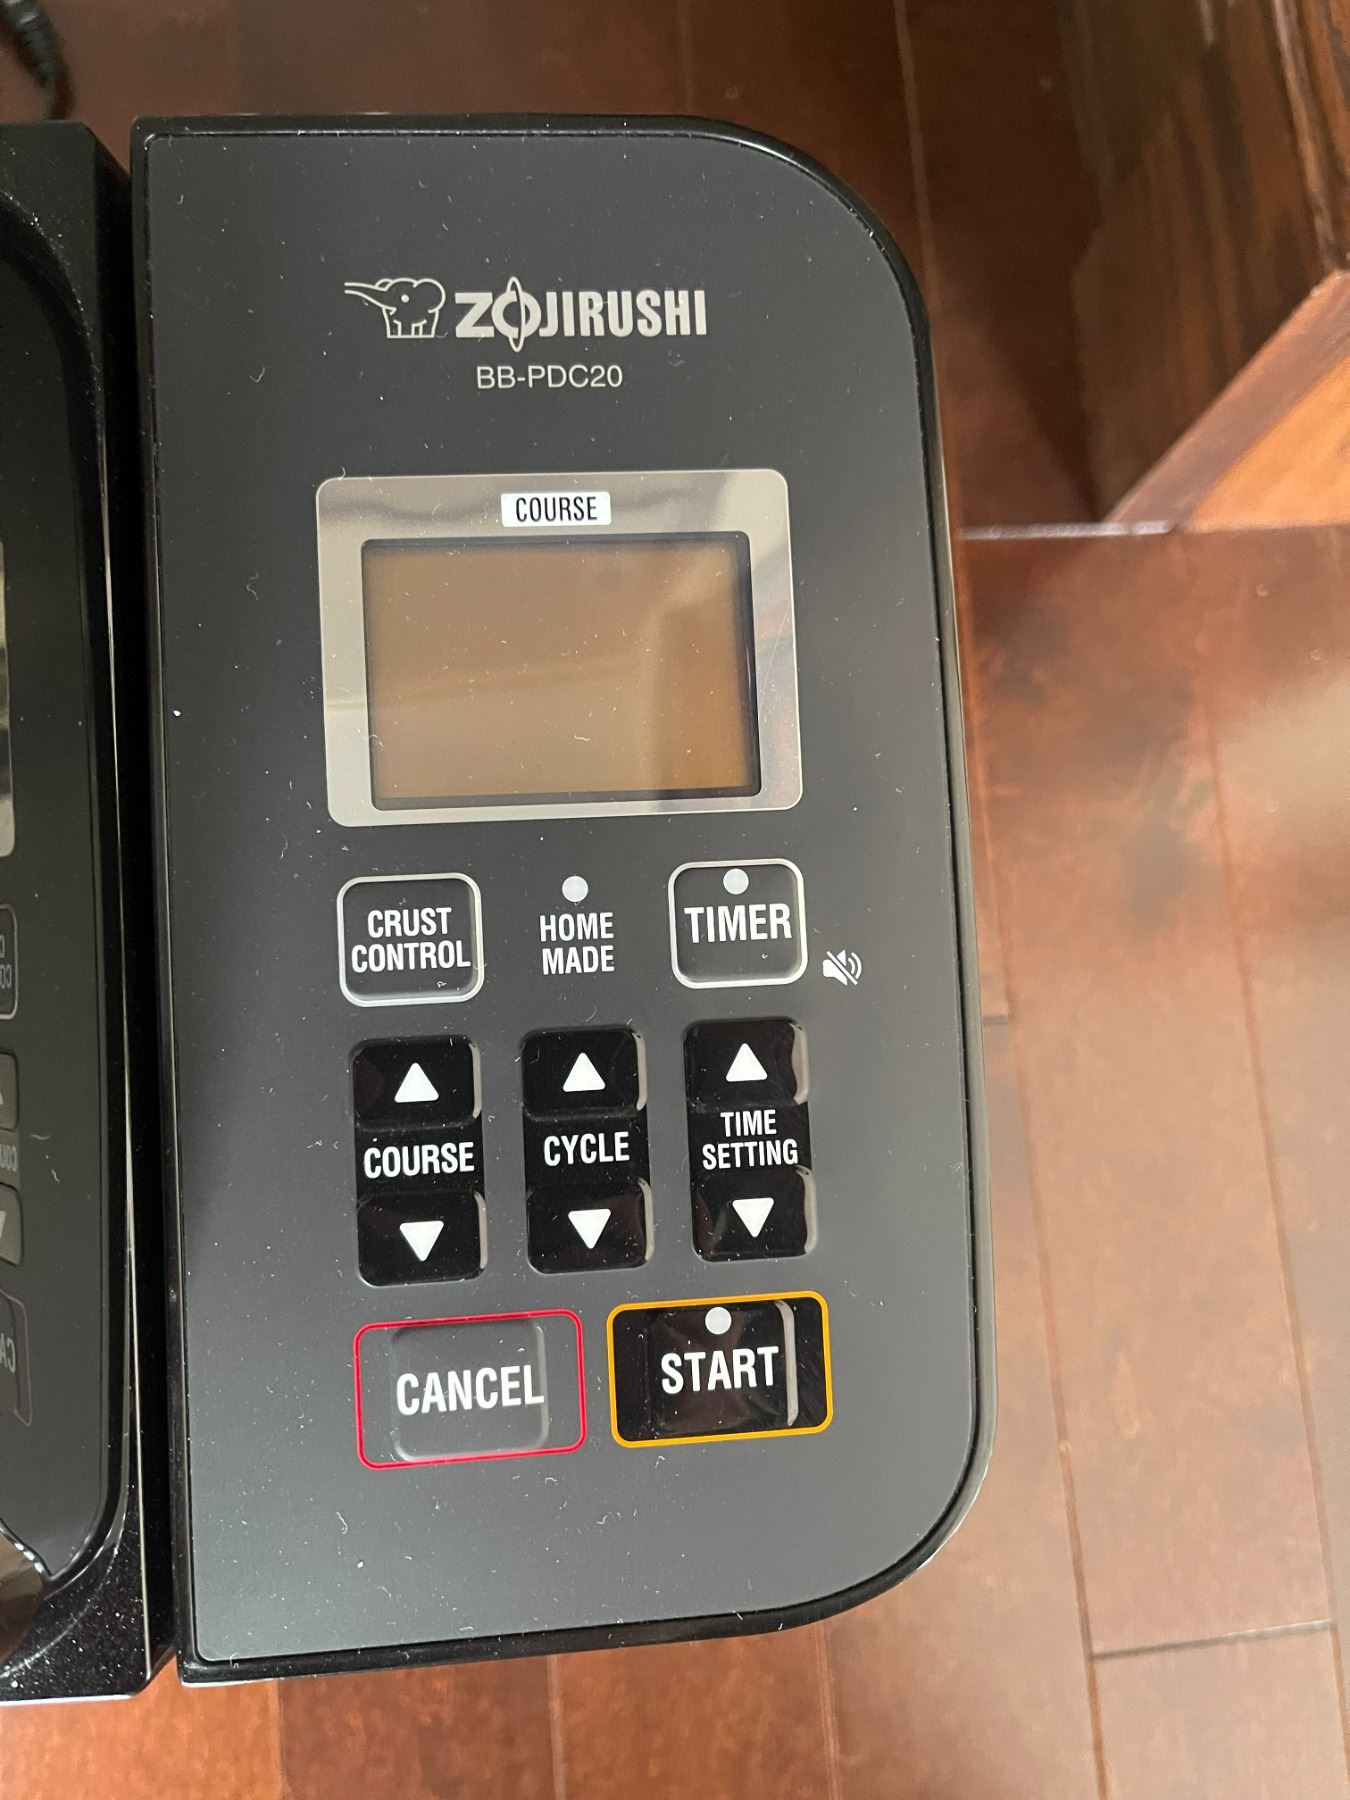 ZOJIRUSHI
BB-PDC20
COURSE
CRUST
CONTROL
HOME
MADE
TIMER
COURSE
CYCLE
TIME
SETTING
CANCEL
START